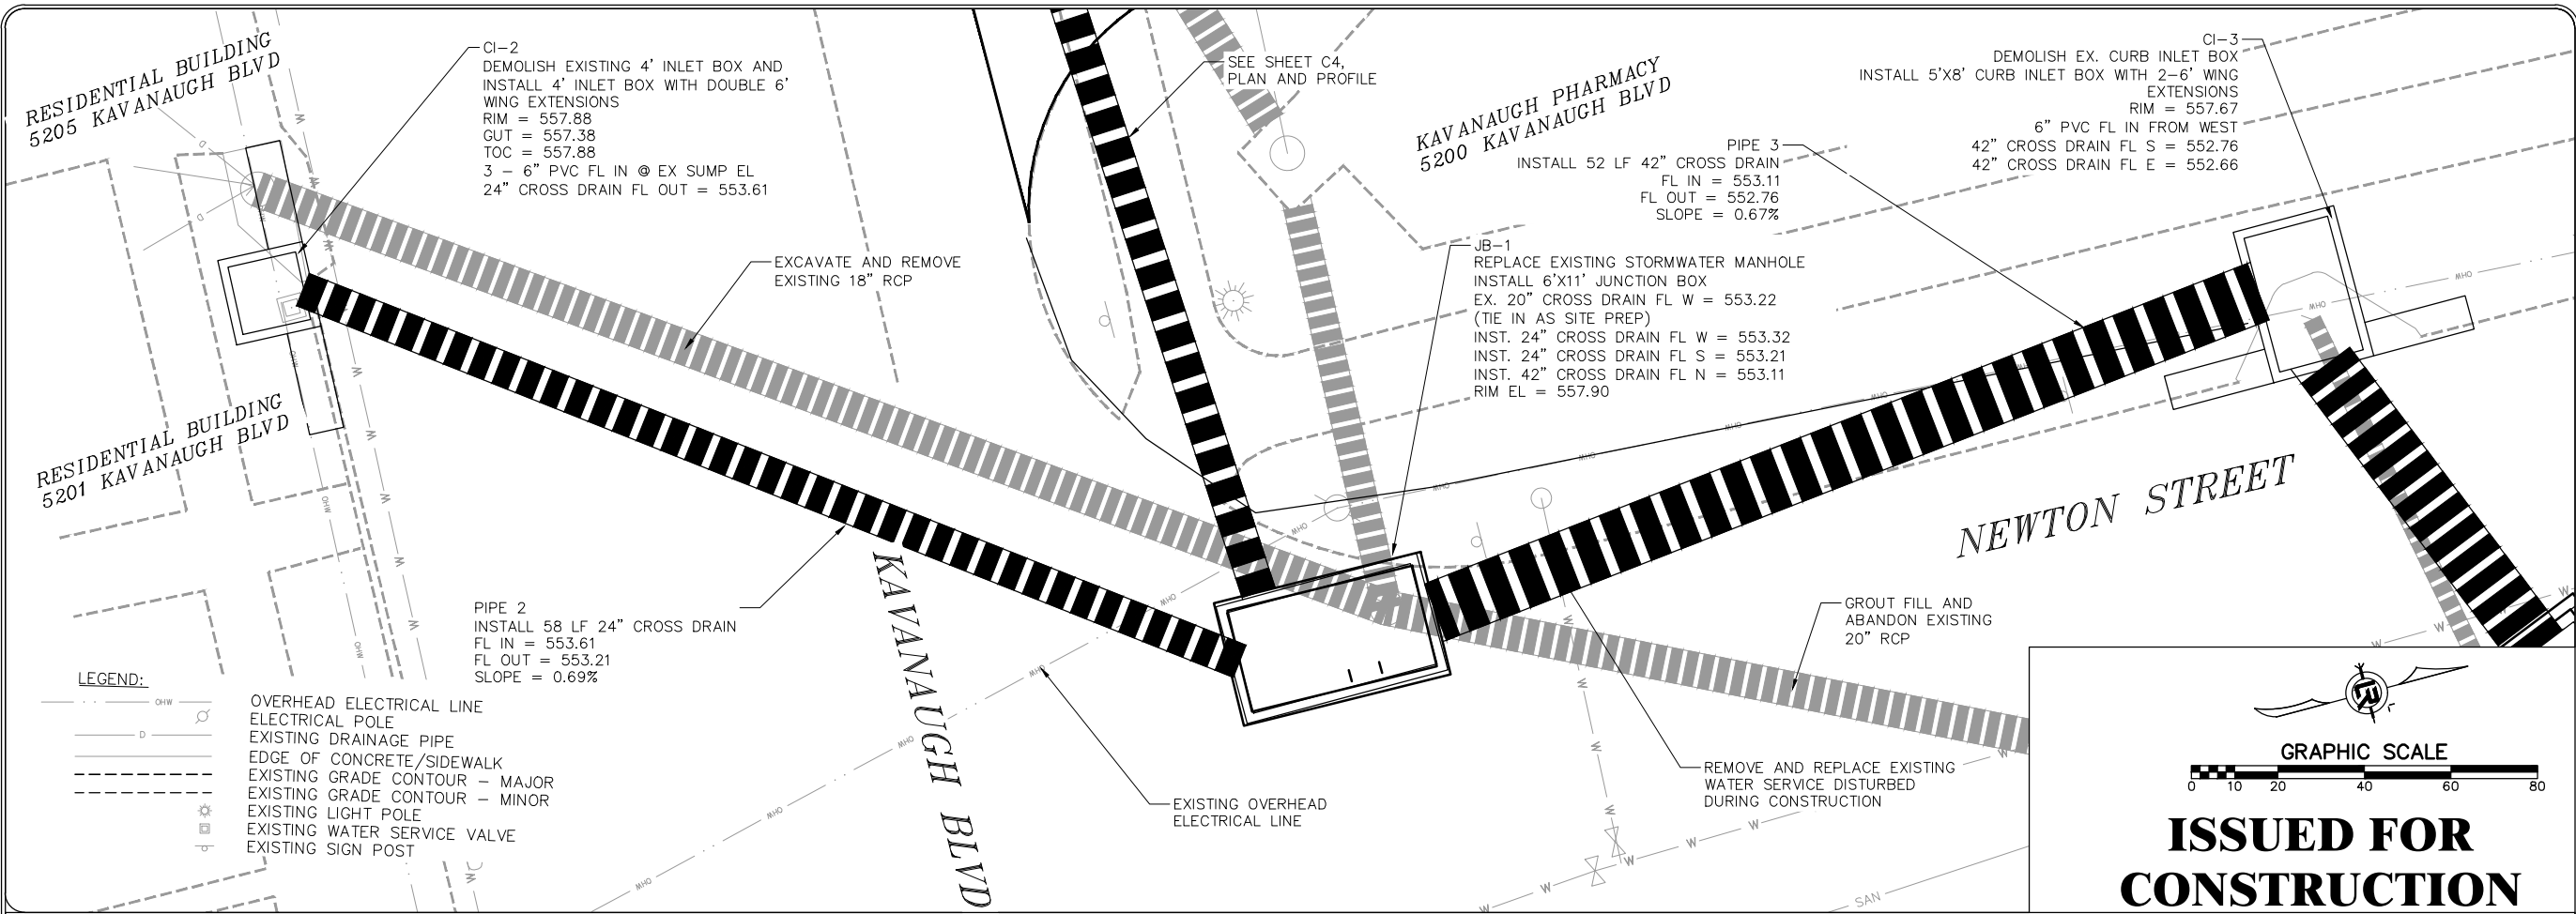 RESIDENTIAL BUILDING
5205 KAVANAUGH BLVD
CI-2
DEMOLISH EXISTING 4' INLET BOX AND
INSTALL 4' INLET BOX WITH DOUBLE 6'
WING EXTENSIONS
RIM = 557.88
GUT = 557.38
TOC = 557.88
3 - 6" PVC FL IN @ EX SUMP EL
24" CROSS DRAIN FL OUT = 553.61
SEE SHEET C4,
PLAN AND PROFILE
KAVANAUGH PHARMACY
5200 KAVANAUGH BLVD
CI-3
DEMOLISH EX. CURB INLET BOX
INSTALL 5'X8' CURB INLET BOX WITH 2-6' WING
EXTENSIONS
RIM = 557.67
6" PVC FL IN FROM WEST
42" CROSS DRAIN FL S = 552.76
42" CROSS DRAIN FL E = 552.66
PIPE 3
INSTALL 52 LF 42" CROSS DRAIN
FL IN = 553.11
FL OUT = 552.76
SLOPE = 0.67%
EXCAVATE AND REMOVE
EXISTING 18" RCP
JB-1
REPLACE EXISTING STORMWATER MANHOLE
INSTALL 6'X11' JUNCTION BOX
EX. 20" CROSS DRAIN FL W = 553.22
(TIE IN AS SITE PREP)
INST. 24" CROSS DRAIN FL W = 553.32
INST. 24" CROSS DRAIN FL S = 553.21
INST. 42" CROSS DRAIN FL N = 553.11
RIM EL = 557.90
RESIDENTIAL BUILDING
5201 KAVANAUGH BLVD
NEWTON STREET
PIPE 2
INSTALL 58 LF 24" CROSS DRAIN
FL IN = 553.61
FL OUT = 553.21
SLOPE = 0.69%
KAVANAUGH BLVD
GROUT FILL AND
ABANDON EXISTING
20" RCP
REMOVE AND REPLACE EXISTING
WATER SERVICE DISTURBED
DURING CONSTRUCTION
EXISTING OVERHEAD
ELECTRICAL LINE
SAN
LEGEND:
OHW OVERHEAD ELECTRICAL LINE
ELECTRICAL POLE
D EXISTING DRAINAGE PIPE
EDGE OF CONCRETE/SIDEWALK
EXISTING GRADE CONTOUR - MAJOR
EXISTING GRADE CONTOUR - MINOR
EXISTING LIGHT POLE
EXISTING WATER SERVICE VALVE
EXISTING SIGN POST
GRAPHIC SCALE
0 10 20 40 60 80
ISSUED FOR
CONSTRUCTION